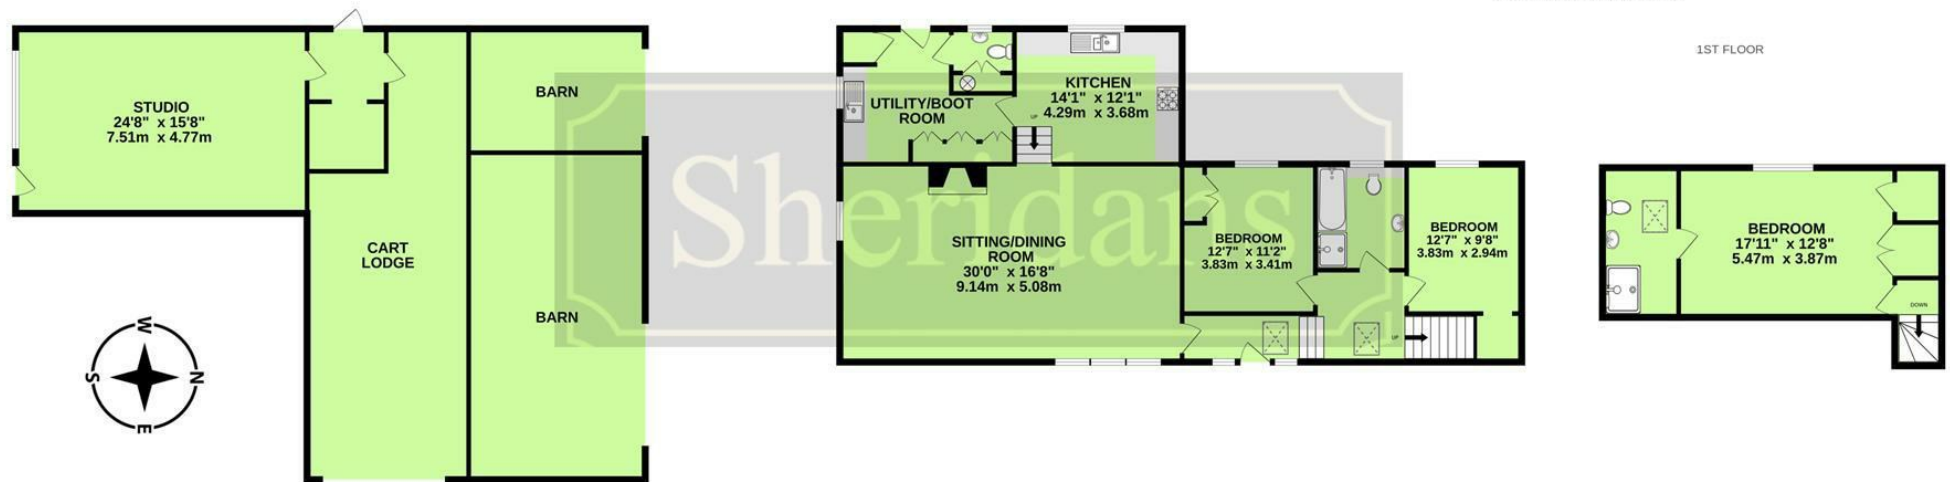 1ST FLOOR
STUDIO
24'8" x 15'8"
7.51m x 4.77m
BARN
CART
LODGE
BARN
W
S
N
E
UTILITY/BOOT
ROOM
KITCHEN
14'1" x 12'1"
4.29m x 3.68m
UP
Sheridans
SITTING/DINING
ROOM
30'0" x 16'8"
9.14m x 5.08m
BEDROOM
12'7" x 11'2"
3.83m x 3.41m
BEDROOM
12'7" x 9'8"
3.83m x 2.94m
UP
BEDROOM
17'11" x 12'8"
5.47m x 3.87m
DOWN